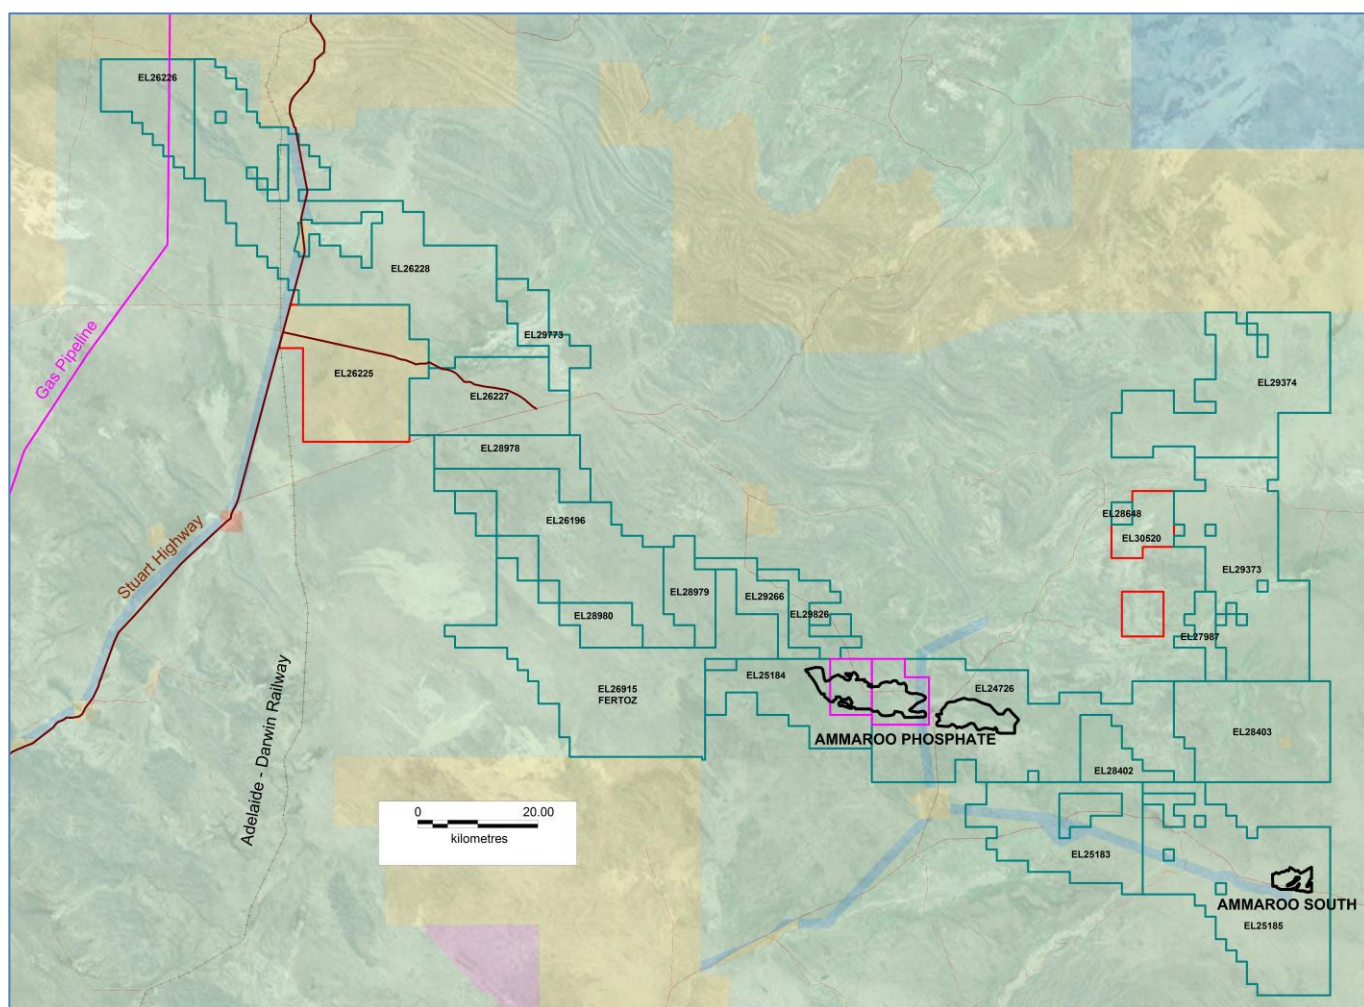 EL26226
EL26228
Gas Pipeline
EL29773
EL26225
EL26227
EL29374
EL28978
EL28648
EL26196
EL30520
Stuart Highway
EL29373
EL28979
EL29266
EL28980
EL29826
EL27987
Adelaide - Darwin Railway
EL25184
EL26915
FERTOZ
EL24726
EL28403
AMMAROO PHOSPHATE
EL28402
0 20.00
kilometres
EL25183
AMMAROO SOUTH
EL25185